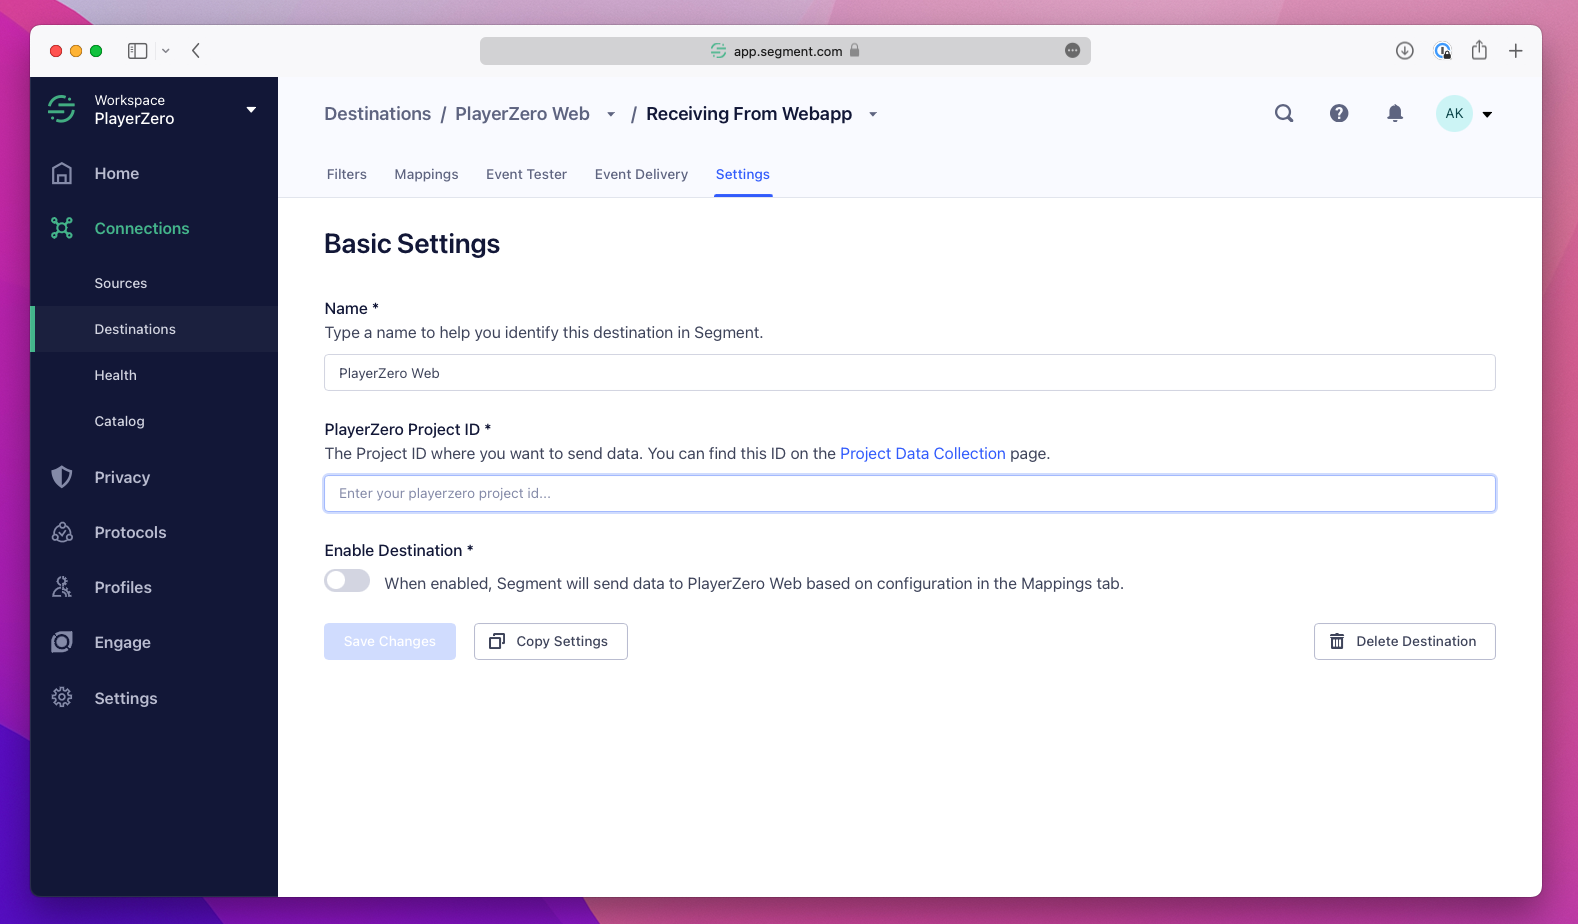 app.segment.com
Workspace
PlayerZero
Home
Connections
Sources
Destinations
Health
Catalog
Privacy
Protocols
Profiles
Engage
Settings
Destinations / PlayerZero Web / Receiving From Webapp
AK
Filters Mappings Event Tester Event Delivery Settings
Basic Settings
Name *
Type a name to help you identify this destination in Segment.
PlayerZero Web
PlayerZero Project ID *
The Project ID where you want to send data. You can find this ID on the Project Data Collection page.
Enter your playerzero project id...
Enable Destination *
When enabled, Segment will send data to PlayerZero Web based on configuration in the Mappings tab.
Save Changes Copy Settings Delete Destination